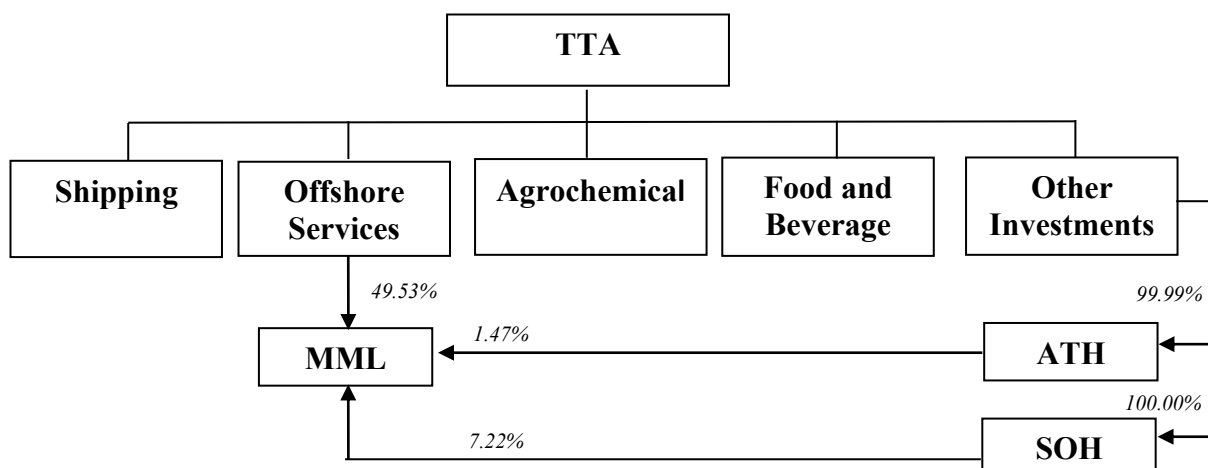 TTA
Shipping
Offshore
Services
Agrochemical
Food and
Beverage
Other
Investments
49.53%
99.99%
MML
1.47%
ATH
100.00%
7.22%
SOH